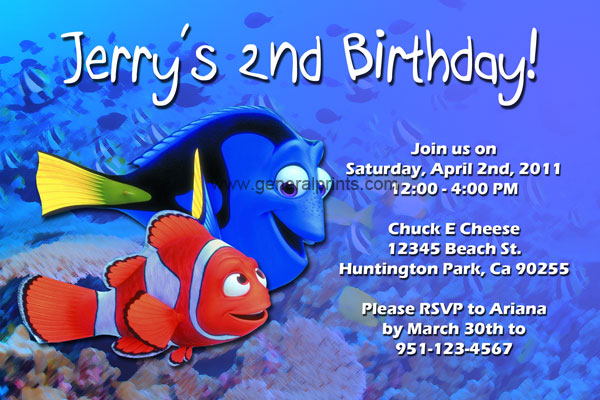 Jerry's 2nd Birthday!
Join us on
Saturday, April 2nd, 2011
www.generalprints.com
12:00 - 4:00 PM
Chuck E Cheese
12345 Beach St.
Huntington Park, Ca 90255
Please RSVP to Ariana
by March 30th to
951-123-4567